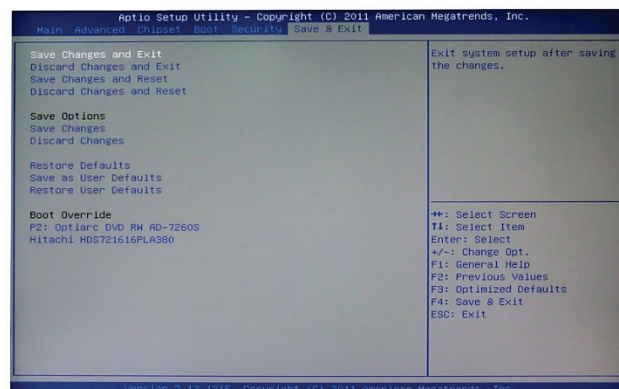 Aptio Setup Utility – Copyright (C) 2011 American Megatrends, Inc.
Main Advanced Chipset Boot Security Save & Exit
Save Changes and Exit
Discard Changes and Exit
Save Changes and Reset
Discard Changes and Reset
Save Options
Save Changes
Discard Changes
Restore Defaults
Save as User Defaults
Restore User Defaults
Boot Override
P2: Optiarc DVD RW AD-7260S
Hitachi HDS721616PLA380
Exit system setup after saving
the changes.
→←: Select Screen
↑↓: Select Item
Enter: Select
+/-: Change Opt.
F1: General Help
F2: Previous Values
F3: Optimized Defaults
F4: Save & Exit
ESC: Exit
Version 2.13.1215. Copyright (C) 2011 American Megatrends, Inc.